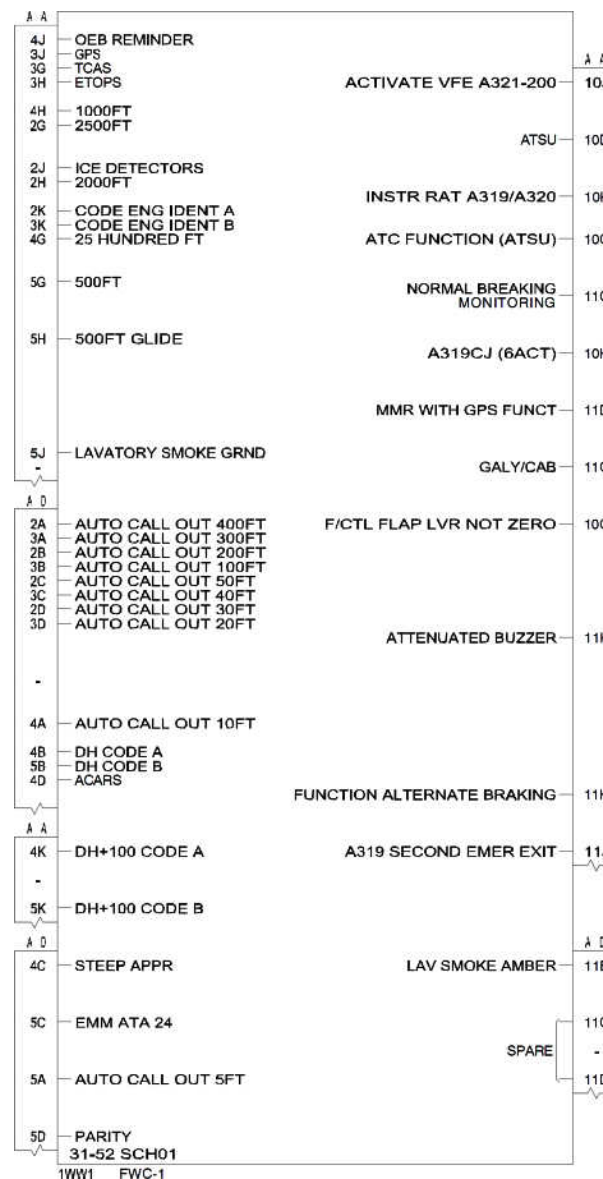 A A
4J OEB REMINDER
3J GPS
3G TCAS
3H ETOPS
4H 1000FT
2G 2500FT
2J ICE DETECTORS
2H 2000FT
2K CODE ENG IDENT A
3K CODE ENG IDENT B
4G 25 HUNDRED FT
5G 500FT
5H 500FT GLIDE
5J LAVATORY SMOKE GRND
-
A D
2A AUTO CALL OUT 400FT
3A AUTO CALL OUT 300FT
2B AUTO CALL OUT 200FT
3B AUTO CALL OUT 100FT
2C AUTO CALL OUT 50FT
3C AUTO CALL OUT 40FT
2D AUTO CALL OUT 30FT
3D AUTO CALL OUT 20FT
-
4A AUTO CALL OUT 10FT
4B DH CODE A
5B DH CODE B
4D ACARS
A A
4K DH+100 CODE A
-
5K DH+100 CODE B
A D
4C STEEP APPR
5C EMM ATA 24
5A AUTO CALL OUT 5FT
5D PARITY
31-52 SCH01
1WW1 FWC-1
A A
ACTIVATE VFE A321-200
ATSU
INSTR RAT A319/A320
ATC FUNCTION (ATSU)
NORMAL BREAKING
MONITORING
A319CJ (6ACT)
MMR WITH GPS FUNCT
GALY/CAB
F/CTL FLAP LVR NOT ZERO
ATTENUATED BUZZER
FUNCTION ALTERNATE BRAKING
A319 SECOND EMER EXIT
A D
LAV SMOKE AMBER
SPARE
-